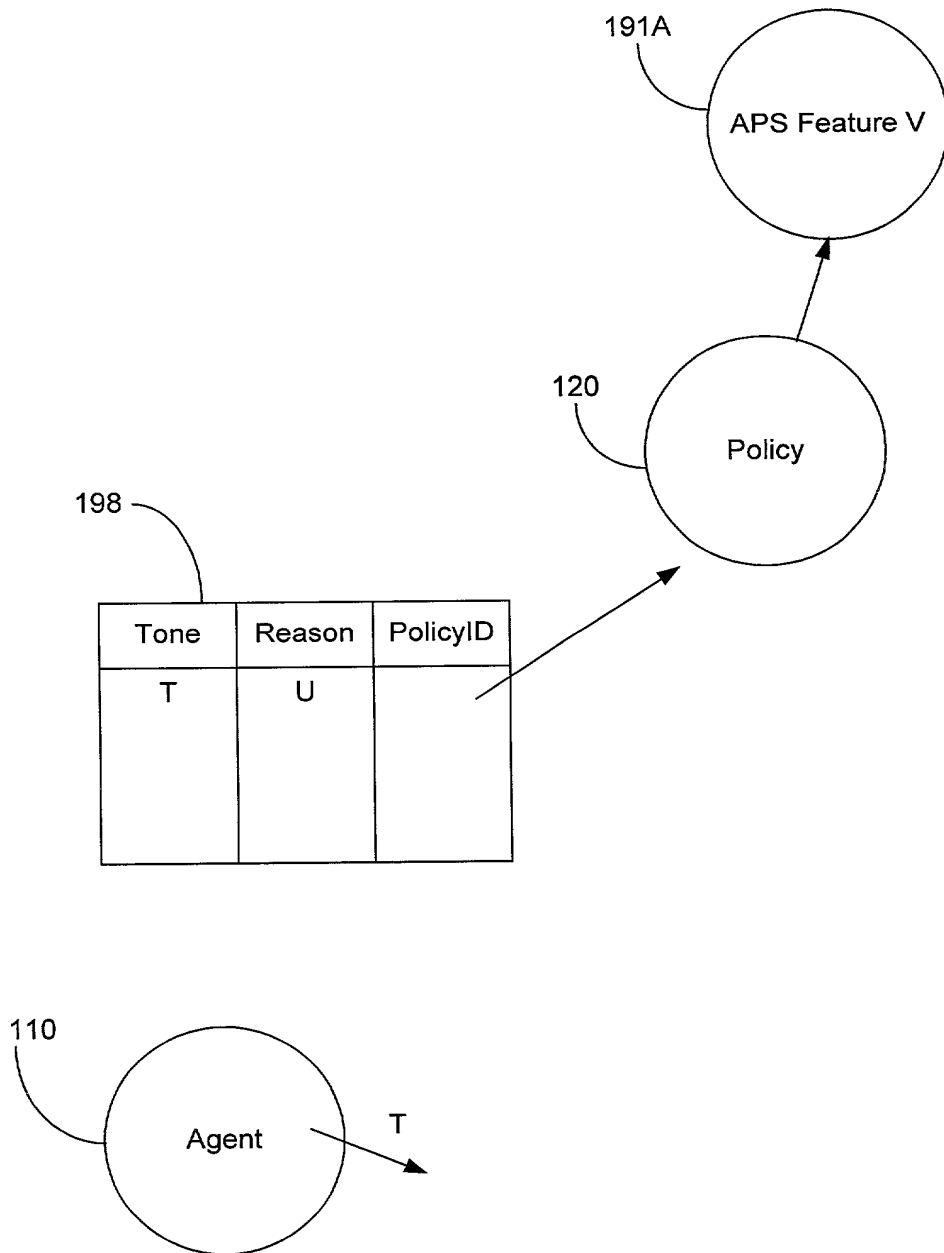 191A
APS Feature V
120
Policy
198
Tone Reason PolicyID
T U
110
Agent
T